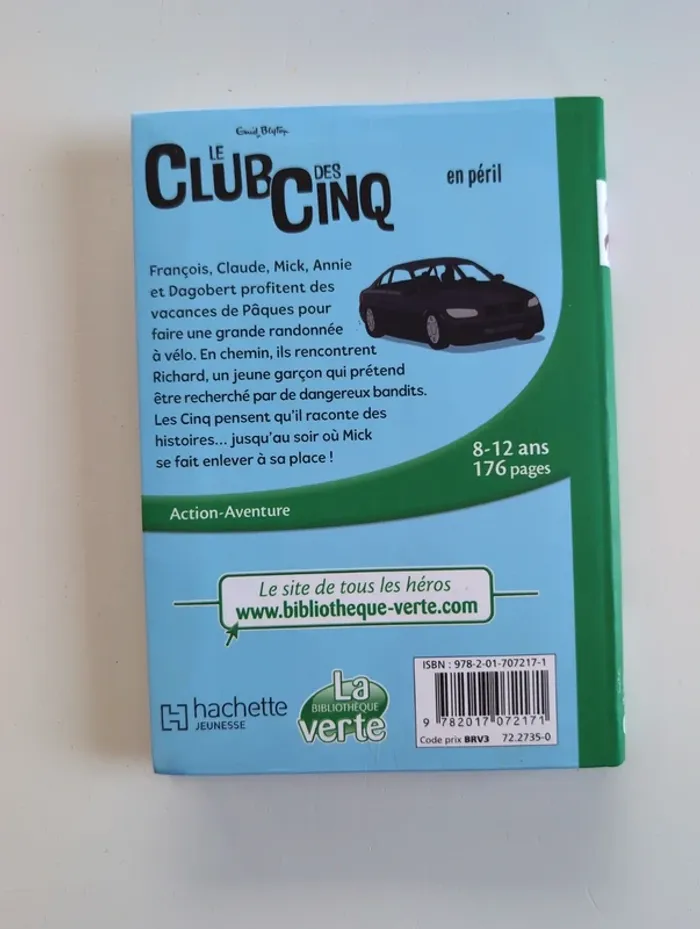 Enid Blyton
LE
CLUB DES
CINQ
en péril
François, Claude, Mick, Annie
et Dagobert profitent des
vacances de Pâques pour
faire une grande randonnée
à vélo. En chemin, ils rencontrent
Richard, un jeune garçon qui prétend
être recherché par de dangereux bandits.
Les Cinq pensent qu'il raconte des
histoires... jusqu'au soir où Mick
se fait enlever à sa place !
8-12 ans
176 pages
Action-Aventure
Le site de tous les héros
www.bibliotheque-verte.com
hachette
JEUNESSE
La
BIBLIOTHÈQUE
verte
ISBN : 978-2-01-707217-1
9 782017 072171
Code prix BRV3 72.2735-0